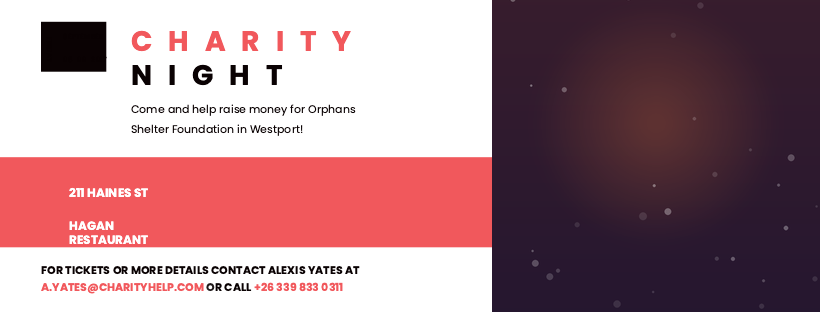 CHARITY
NIGHT
Come and help raise money for Orphans
Shelter Foundation in Westport!
211 HAINES ST
HAGAN
RESTAURANT
FOR TICKETS OR MORE DETAILS CONTACT ALEXIS YATES AT
A.YATES@CHARITYHELP.COM OR CALL +26 339 833 0311